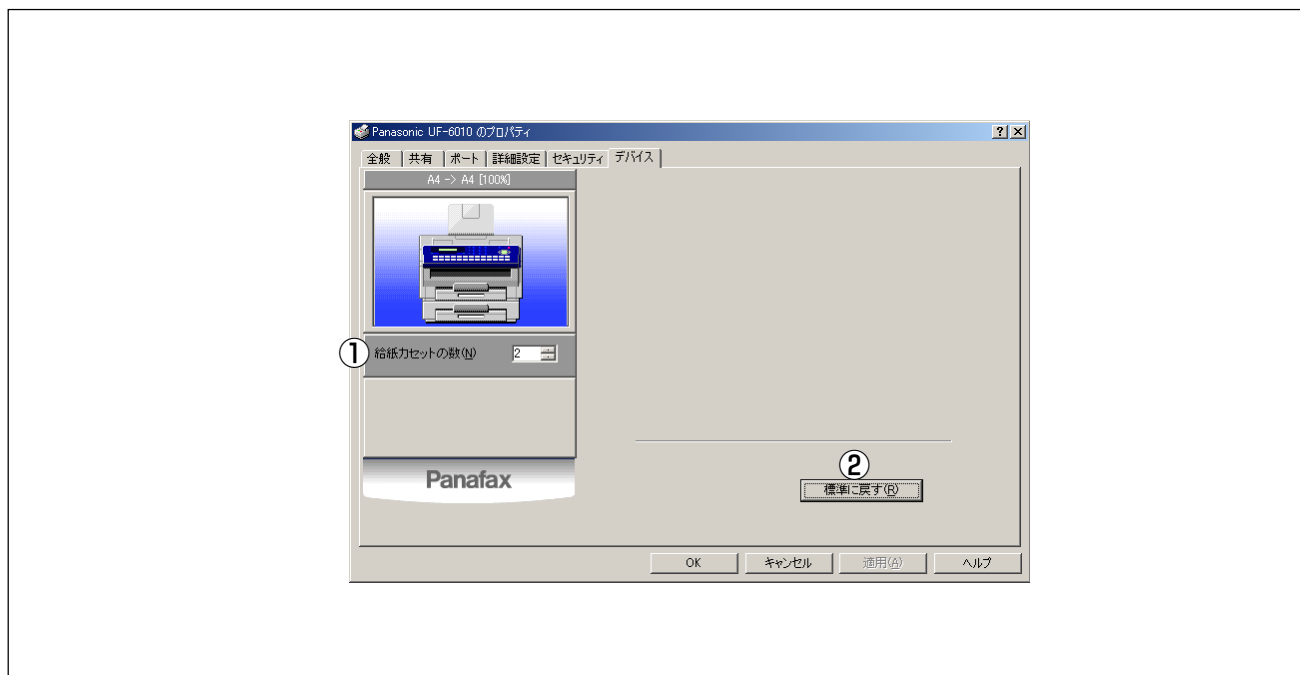 Panasonic UF-6010 のプロパティ
全般 共有 ポート 詳細設定 セキュリティ デバイス
A4 -> A4 [100%]
① 給紙カセットの数(N) 2
②
Panafax
標準に戻す(R)
OK キャンセル 適用(A) ヘルプ